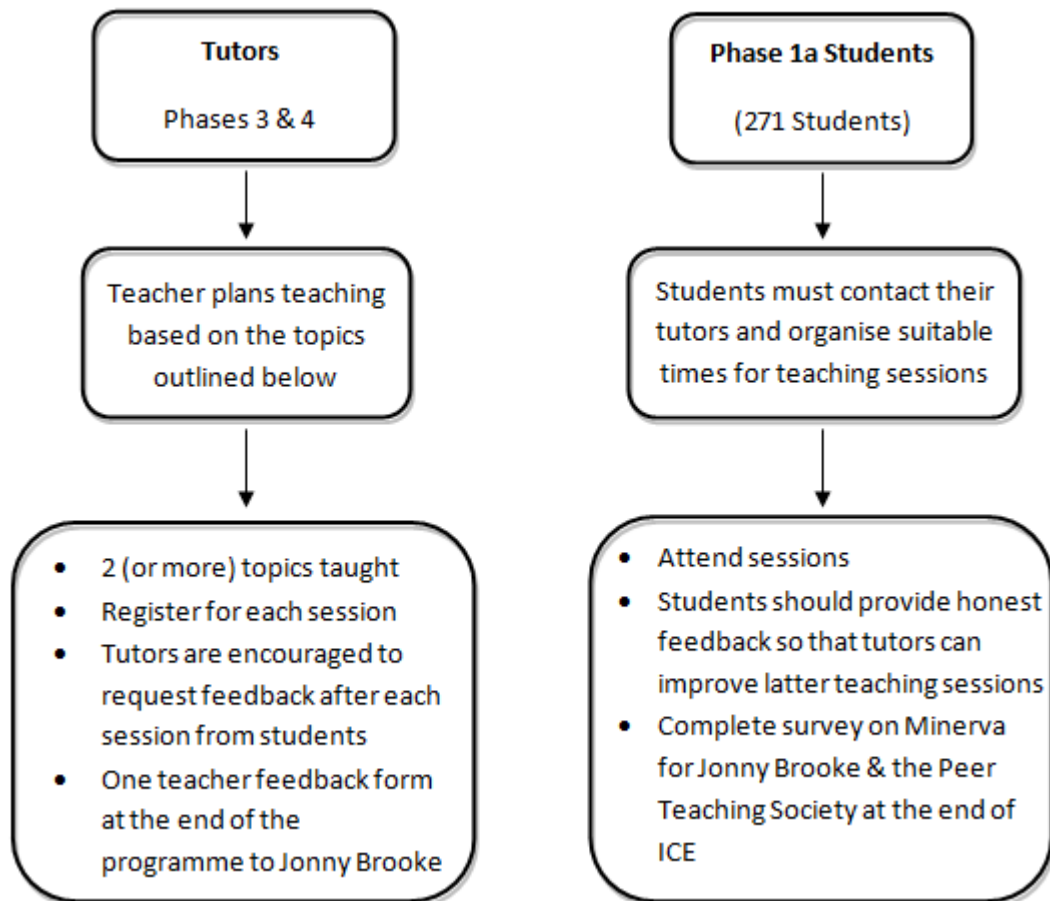 Tutors
Phases 3 & 4
Teacher plans teaching
based on the topics
outlined below
• 2 (or more) topics taught
• Register for each session
• Tutors are encouraged to
request feedback after each
session from students
• One teacher feedback form
at the end of the
programme to Jonny Brooke
Phase 1a Students
(271 Students)
Students must contact their
tutors and organise suitable
times for teaching sessions
• Attend sessions
• Students should provide honest
feedback so that tutors can
improve latter teaching sessions
• Complete survey on Minerva
for Jonny Brooke & the Peer
Teaching Society at the end of
ICE